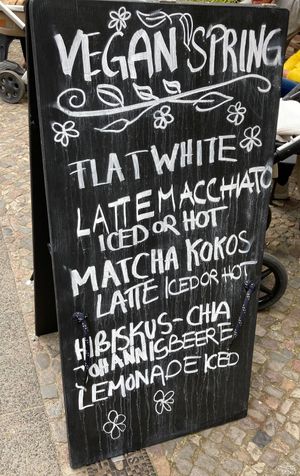 VEGAN SPRING
FLAT WHITE
LATTE MACCHIATO
ICED OR HOT
MATCHA KOKOS
LATTE ICED OR HOT
HIBISKUS-CHIA
JOHANNISBEERE
LEMONADE ICED